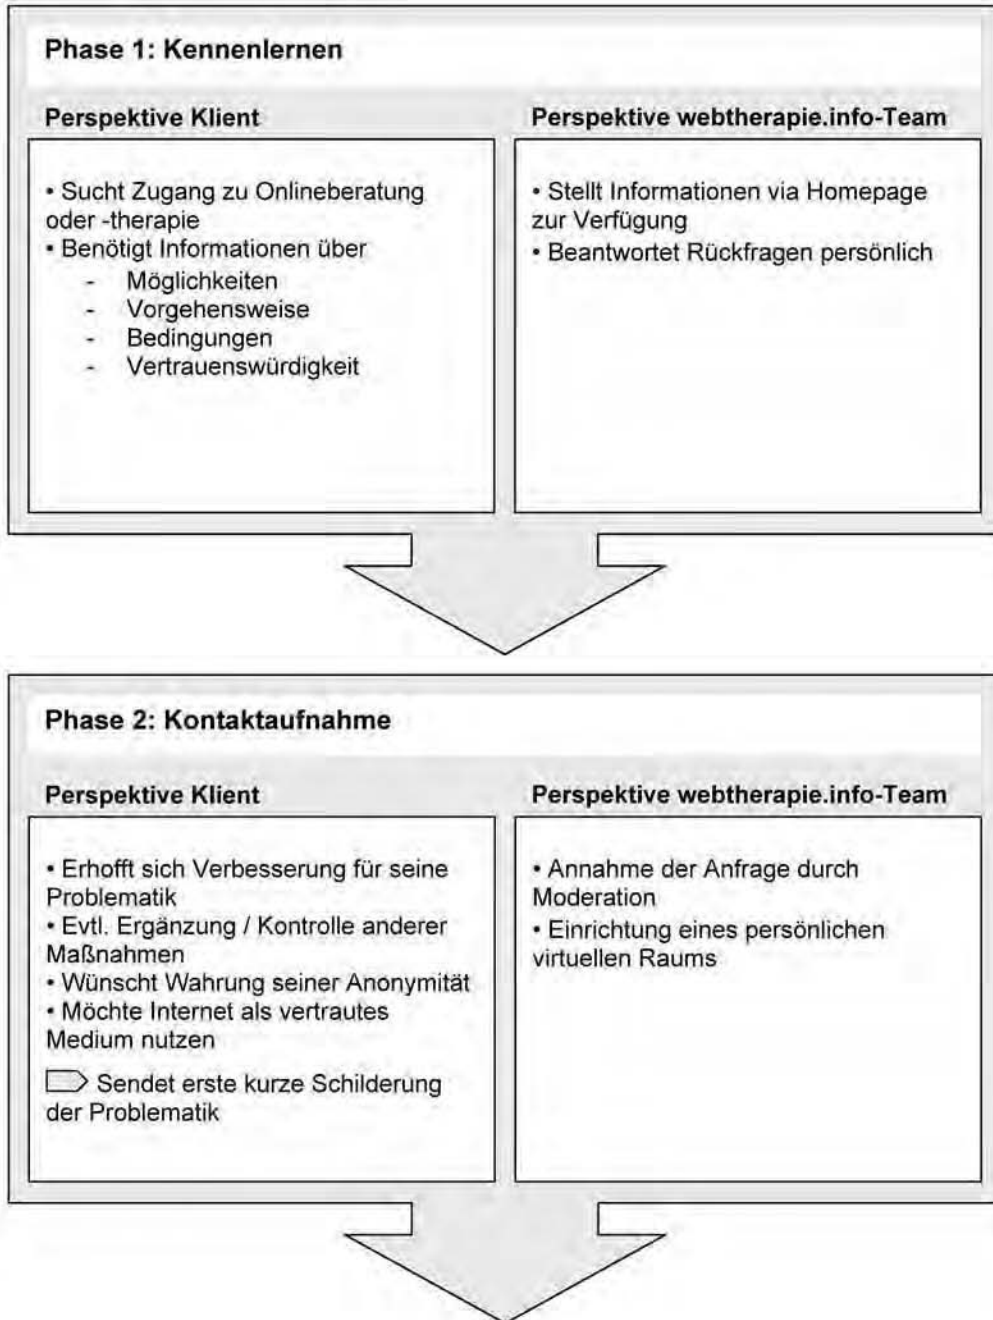 Phase 1: Kennenlernen
Perspektive Klient
• Sucht Zugang zu Onlineberatung
oder -therapie
• Benötigt Informationen über
- Möglichkeiten
- Vorgehensweise
- Bedingungen
- Vertrauenswürdigkeit
Perspektive webtherapie.info-Team
• Stellt Informationen via Homepage
zur Verfügung
• Beantwortet Rückfragen persönlich
Phase 2: Kontaktaufnahme
Perspektive Klient
• Erhofft sich Verbesserung für seine
Problematik
• Evtl. Ergänzung / Kontrolle anderer
Maßnahmen
• Wünscht Wahrung seiner Anonymität
• Möchte Internet als vertrautes
Medium nutzen
Sendet erste kurze Schilderung
der Problematik
Perspektive webtherapie.info-Team
• Annahme der Anfrage durch
Moderation
• Einrichtung eines persönlichen
virtuellen Raums